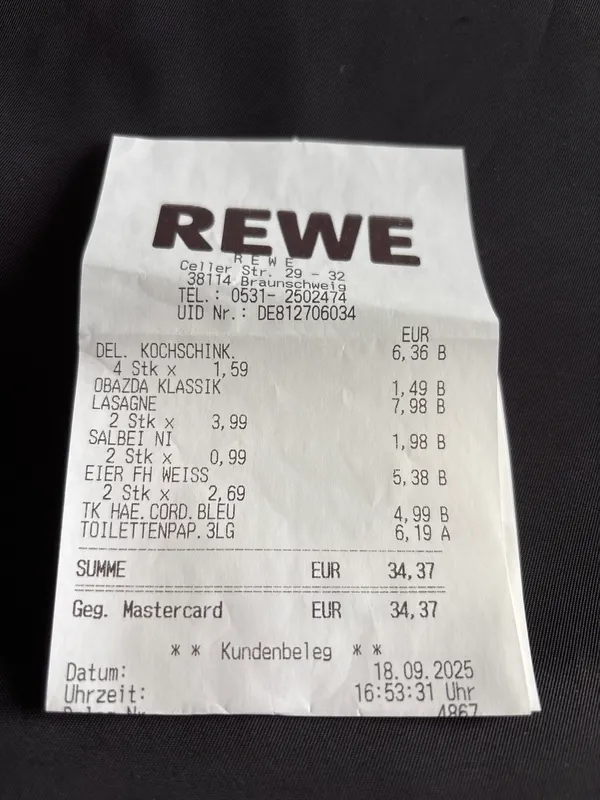 REWE
R E W E
Celler Str. 29 - 32
38114 Braunschweig
TEL.: 0531- 2502474
UID Nr.: DE812706034
EUR
DEL. KOCHSCHINK. 6,36 B
4 Stk x 1,59
OBAZDA KLASSIK 1,49 B
LASAGNE 7,98 B
2 Stk x 3,99
SALBEI NI 1,98 B
2 Stk x 0,99
EIER FH WEISS 5,38 B
2 Stk x 2,69
TK HAE.CORD.BLEU 4,99 B
TOILETTENPAP.3LG 6,19 A
SUMME EUR 34,37
Geg. Mastercard EUR 34,37
* * Kundenbeleg * *
Datum: 18.09.2025
Uhrzeit: 16:53:31 Uhr
4867